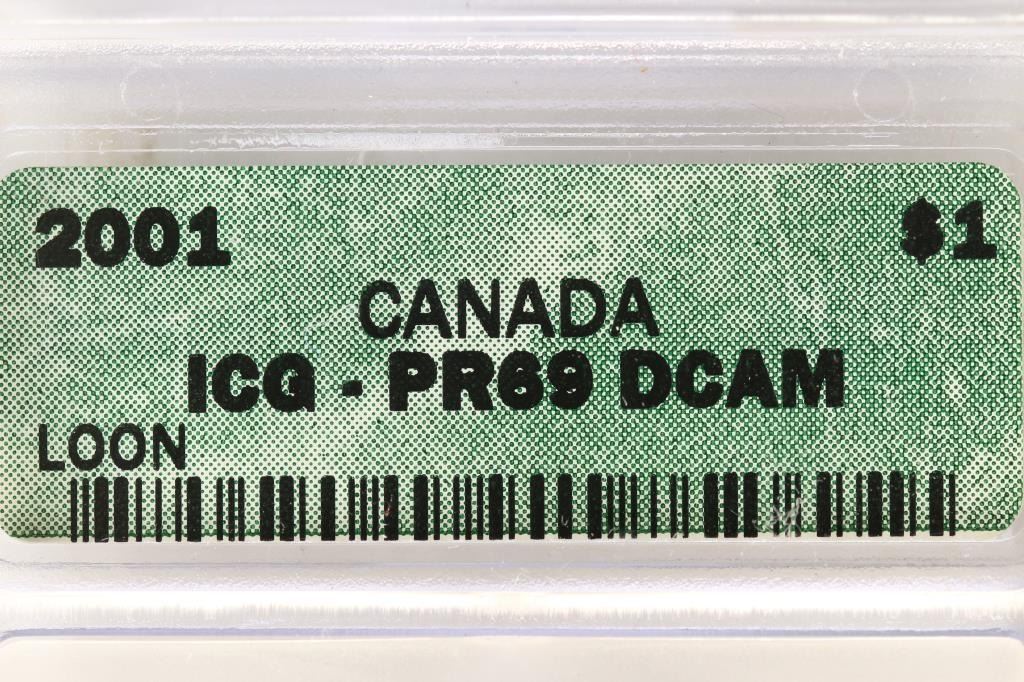 2001 $1
CANADA
ICG - PR69 DCAM
LOON